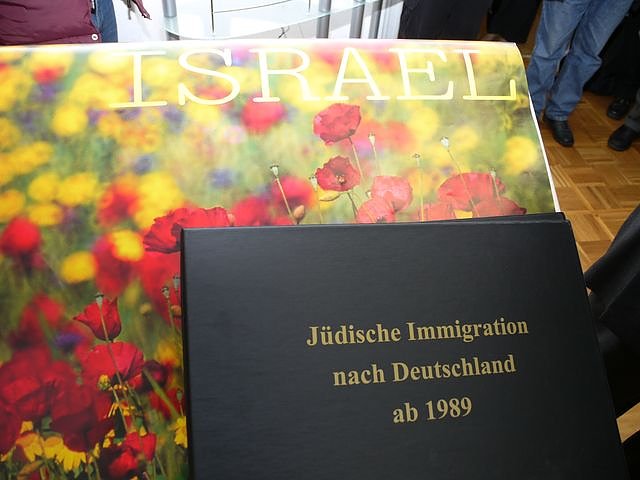 ISRAEL
Jüdische Immigration
nach Deutschland
ab 1989